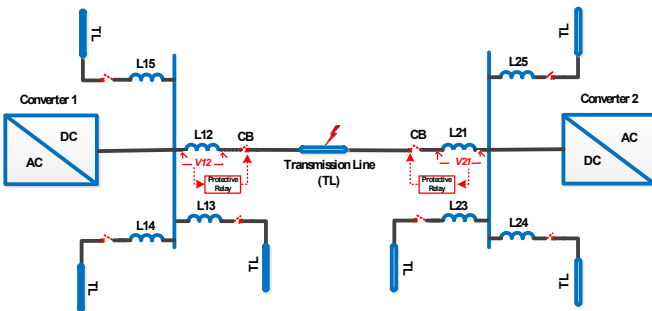 TL
L15
Converter 1
DC
AC
L12
CB
V12
Protective
Relay
Transmission Line
(TL)
L14
L13
TL
TL
TL
L25
Converter 2
AC
DC
CB
L21
V21
Protective
Relay
L23
L24
TL
TL